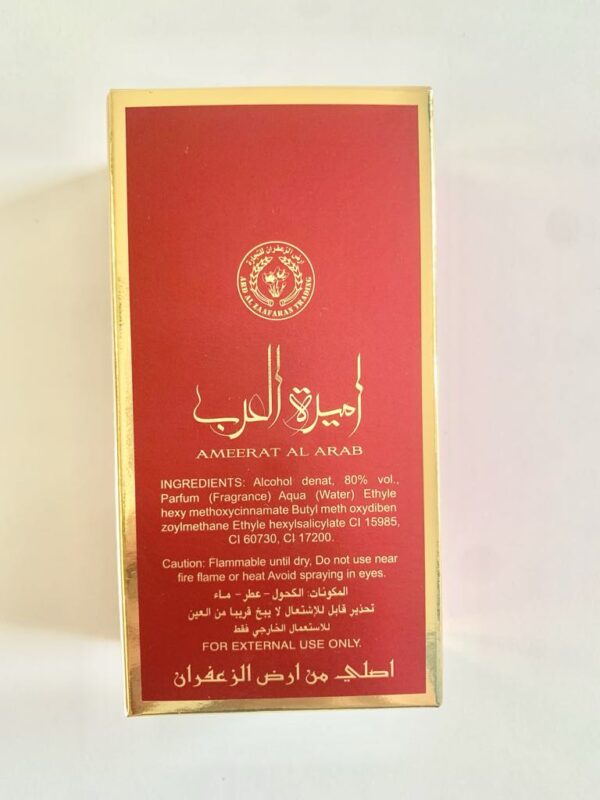 ارض الزعفران للتجارة
ARD AL ZAAFARAN TRADING
اميرة العرب
AMEERAT AL ARAB
INGREDIENTS: Alcohol denat, 80% vol.,
Parfum (Fragrance) Aqua (Water) Ethyle
hexy methoxycinnamate Butyl meth oxydiben
zoylmethane Ethyle hexylsalicylate CI 15985,
CI 60730, CI 17200.
Caution: Flammable until dry, Do not use near
fire flame or heat Avoid spraying in eyes.
المكونات: الكحول - عطر - ماء
تحذير قابل للإشتعال لا يبخ قريبا من العين
للاستعمال الخارجي فقط
FOR EXTERNAL USE ONLY.
اصلي من ارض الزعفران